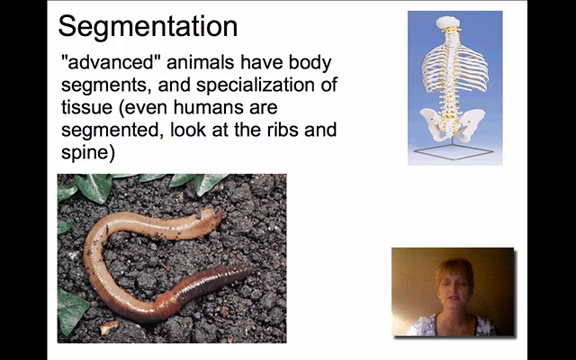 Segmentation
"advanced" animals have body
segments, and specialization of
tissue (even humans are
segmented, look at the ribs and
spine)